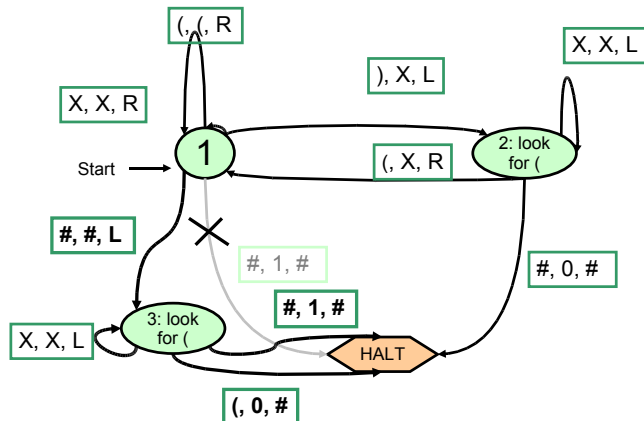 (, (, R
X, X, L
), X, L
X, X, R
1
2: look
for (
Start
(, X, R
#, #, L
#, 1, #
#, 0, #
#, 1, #
3: look
for (
X, X, L
HALT
(, 0, #